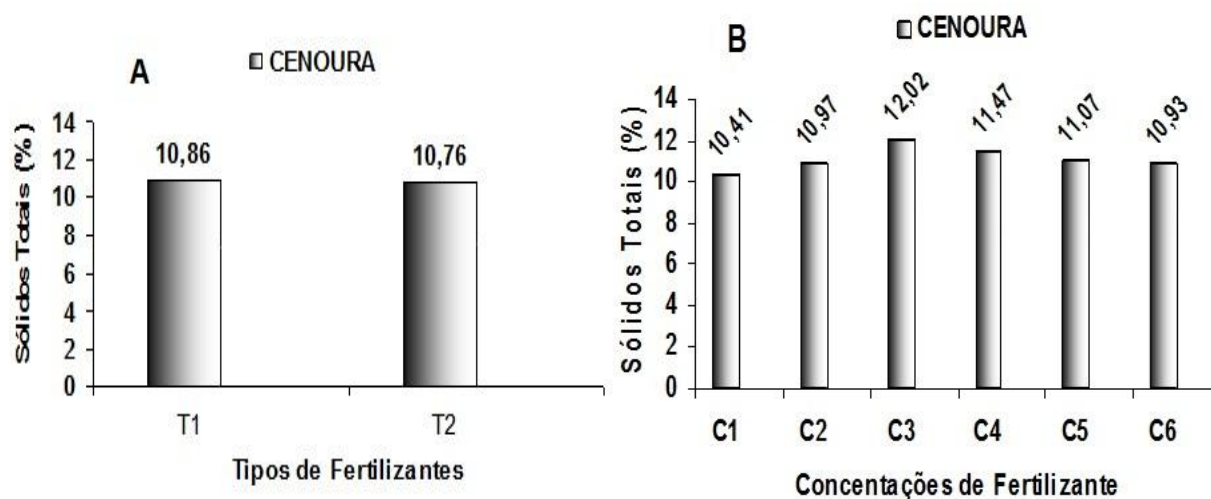 A
CENOURA
Sólidos Totais (%)
14
12
10
8
6
4
2
0
10,86
10,76
T1
T2
Tipos de Fertilizantes
B
CENOURA
Sólidos Totais (%)
14
12
10
8
6
4
2
0
10,41
10,97
12,02
11,47
11,07
10,93
C1
C2
C3
C4
C5
C6
Concentações de Fertilizante